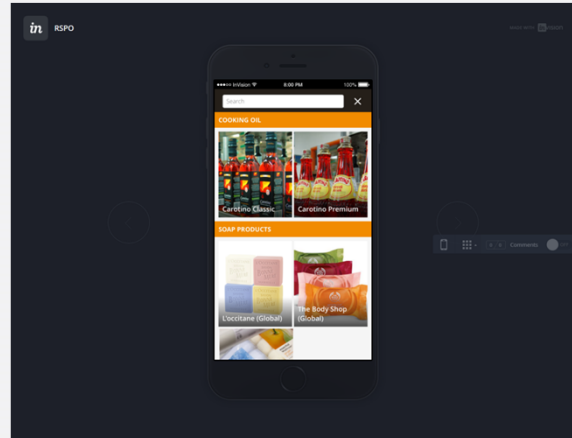 in RSPO
●●●○○ InVision 8:00 PM 100%
Search ✕
COOKING OIL
Carotino Classic Carotino Premium
SOAP PRODUCTS
L'occitane (Global) The Body Shop
(Global)
Comments